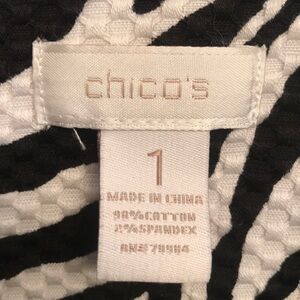 chico's
1
MADE IN CHINA
98%COTTON
2%SPANDEX
RN#79984